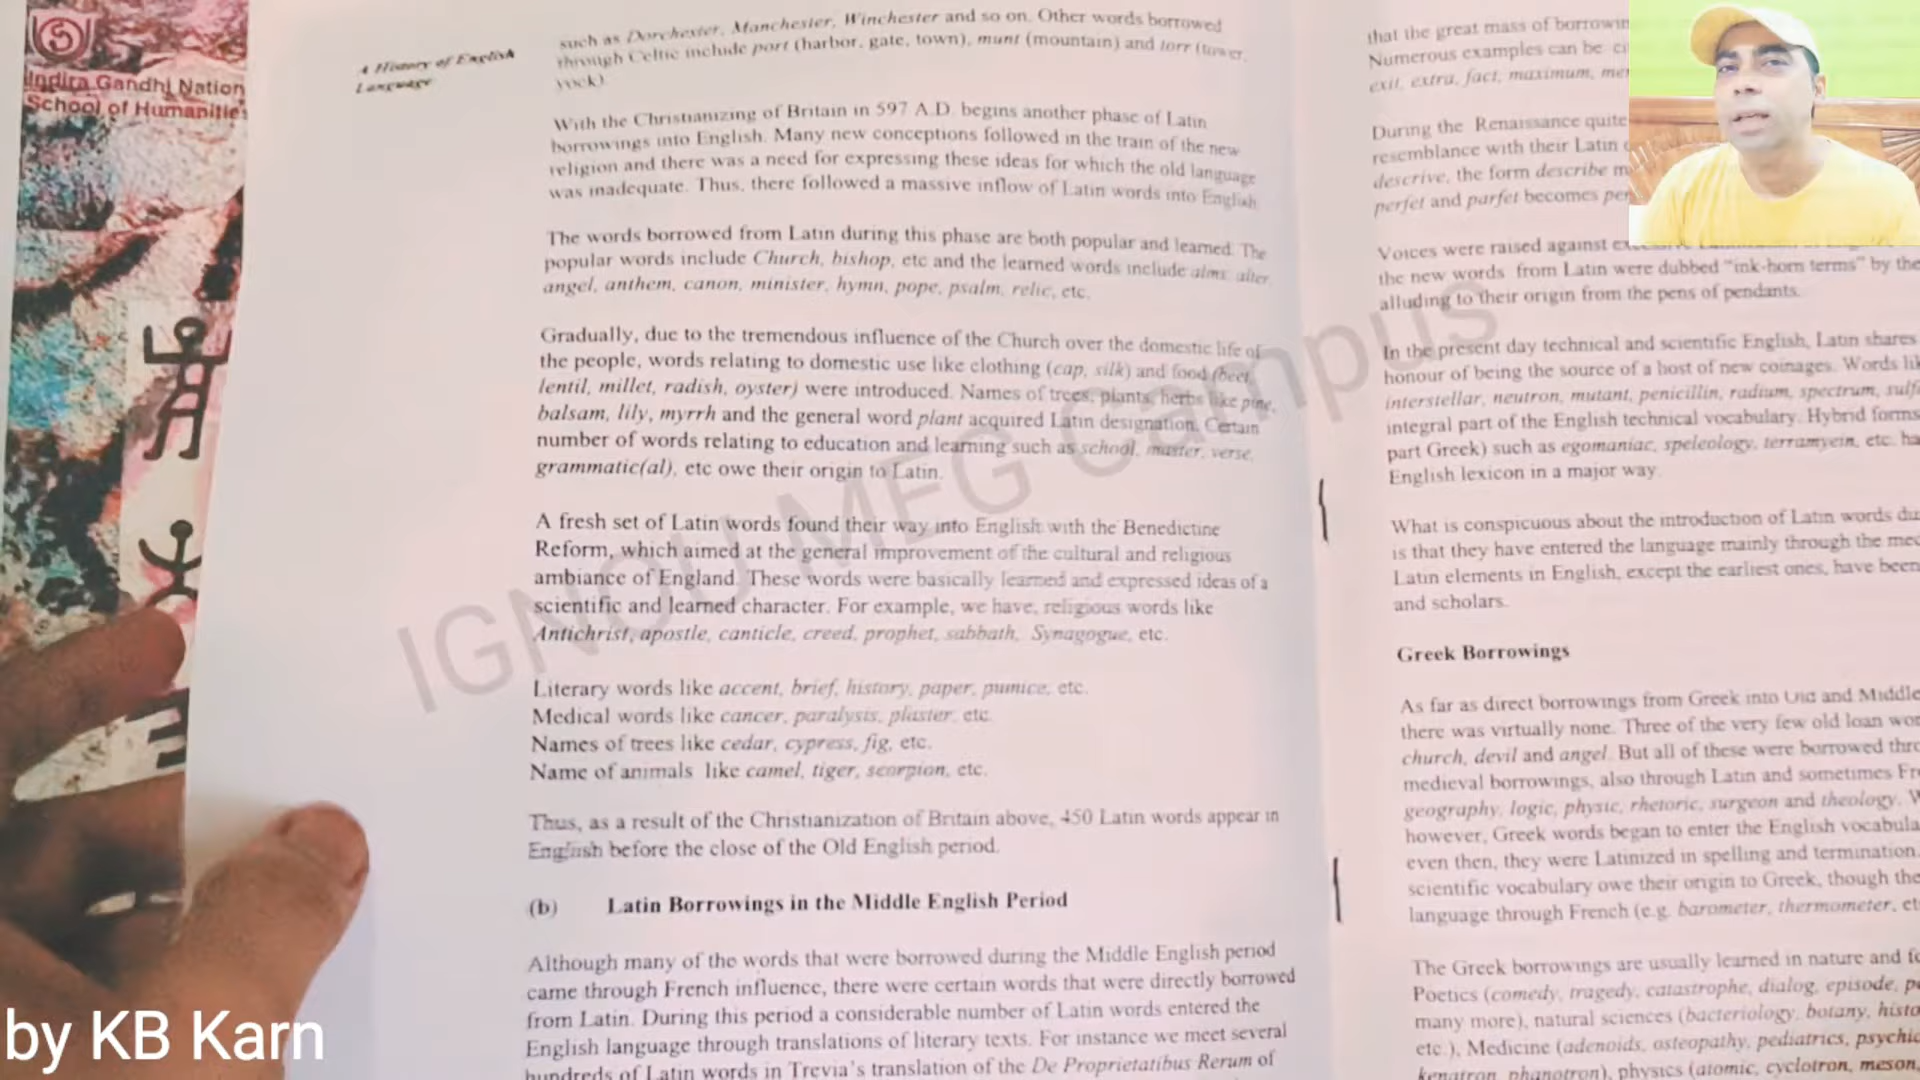 Indira Gandhi Nation
School of Humanitie
A History of English
Language
such as Dorchester, Manchester, Winchester and so on. Other words borrowed
through Celtic include port (harbor, gate, town), munt (mountain) and torr (tower,
rock).
With the Christianizing of Britain in 597 A.D. begins another phase of Latin
borrowings into English. Many new conceptions followed in the train of the new
religion and there was a need for expressing these ideas for which the old language
was inadequate. Thus, there followed a massive inflow of Latin words into English
The words borrowed from Latin during this phase are both popular and learned. The
popular words include Church, bishop, etc and the learned words include alms, alter,
angel, anthem, canon, minister, hymn, pope, psalm, relic, etc.
Gradually, due to the tremendous influence of the Church over the domestic life of
the people, words relating to domestic use like clothing (cap, silk) and food (beet,
lentil, millet, radish, oyster) were introduced. Names of trees, plants, herbs like pine,
balsam, lily, myrrh and the general word plant acquired Latin designation. Certain
number of words relating to education and learning such as school, master, verse,
grammatic(al), etc owe their origin to Latin.
A fresh set of Latin words found their way into English with the Benedictine
Reform, which aimed at the general improvement of the cultural and religious
ambiance of England. These words were basically learned and expressed ideas of a
scientific and learned character. For example, we have, religious words like
Antichrist, apostle, canticle, creed, prophet, sabbath, Synagogue, etc.
Literary words like accent, brief, history, paper, pumice, etc.
Medical words like cancer, paralysis, plaster, etc.
Names of trees like cedar, cypress, fig, etc.
Name of animals like camel, tiger, scorpion, etc.
Thus, as a result of the Christianization of Britain above, 450 Latin words appear in
English before the close of the Old English period.
(b) Latin Borrowings in the Middle English Period
Although many of the words that were borrowed during the Middle English period
came through French influence, there were certain words that were directly borrowed
from Latin. During this period a considerable number of Latin words entered the
English language through translations of literary texts. For instance we meet several
hundreds of Latin words in Trevia's translation of the De Proprietatibus Rerum of
that the great mass of borrowin
Numerous examples can be ci
exit, extra, fact, maximum, me
During the Renaissance quite
resemblance with their Latin
descrive, the form describe m
perfet and parfet becomes per
Voices were raised against
the new words from Latin were dubbed "ink-horn terms" by the
alluding to their origin from the pens of pendants.
In the present day technical and scientific English, Latin shares
honour of being the source of a host of new coinages. Words lik
interstellar, neutron, mutant, penicillin, radium, spectrum, sulf
integral part of the English technical vocabulary. Hybrid forms
part Greek) such as egomaniac, speleology, terramyein, etc. ha
English lexicon in a major way.
What is conspicuous about the introduction of Latin words du
is that they have entered the language mainly through the med
Latin elements in English, except the earliest ones, have been
and scholars.
Greek Borrowings
As far as direct borrowings from Greek into Old and Middle
there was virtually none. Three of the very few old loan wor
church, devil and angel. But all of these were borrowed thro
medieval borrowings, also through Latin and sometimes Fre
geography, logic, physic, rhetoric, surgeon and theology. W
however, Greek words began to enter the English vocabula
even then, they were Latinized in spelling and termination.
scientific vocabulary owe their origin to Greek, though the
language through French (e.g. barometer, thermometer, et
The Greek borrowings are usually learned in nature and fo
Poetics (comedy, tragedy, catastrophe, dialog, episode, pe
many more), natural sciences (bacteriology, botany, histo
etc.), Medicine (adenoids, osteopathy, pediatrics, psychic
kenatron, phanotron), physics (atomic, cyclotron, meson,
IGNOU MEG Campus
by KB Karn